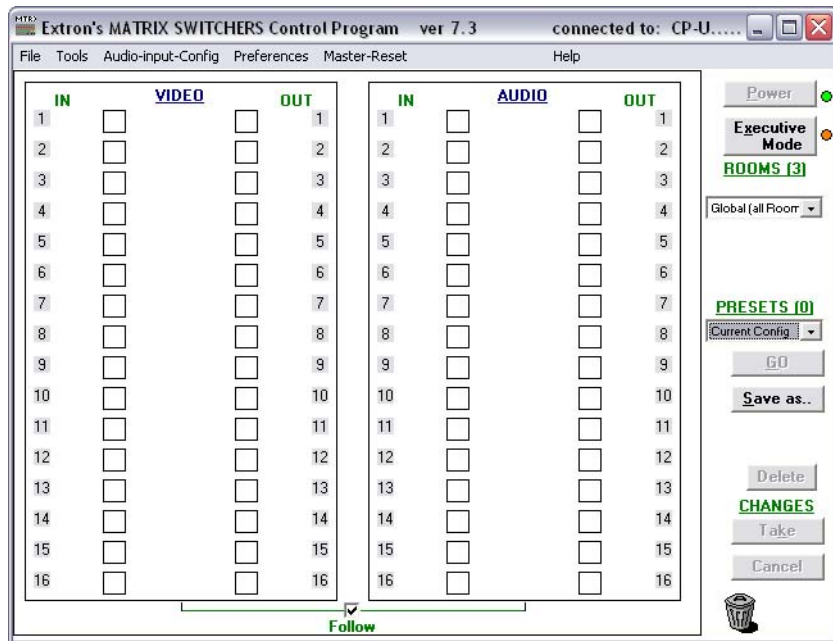 MTRX Extron's MATRIX SWITCHERS Control Program ver 7.3 connected to: CP-U.....
File Tools Audio-input-Config Preferences Master-Reset Help
IN VIDEO OUT IN AUDIO OUT
1 1 1 1
2 2 2 2
3 3 3 3
4 4 4 4
5 5 5 5
6 6 6 6
7 7 7 7
8 8 8 8
9 9 9 9
10 10 10 10
11 11 11 11
12 12 12 12
13 13 13 13
14 14 14 14
15 15 15 15
16 16 16 16
Follow
Power
Executive
Mode
ROOMS (3)
Global (all Room
PRESETS (0)
Current Config
GO
Save as..
Delete
CHANGES
Take
Cancel